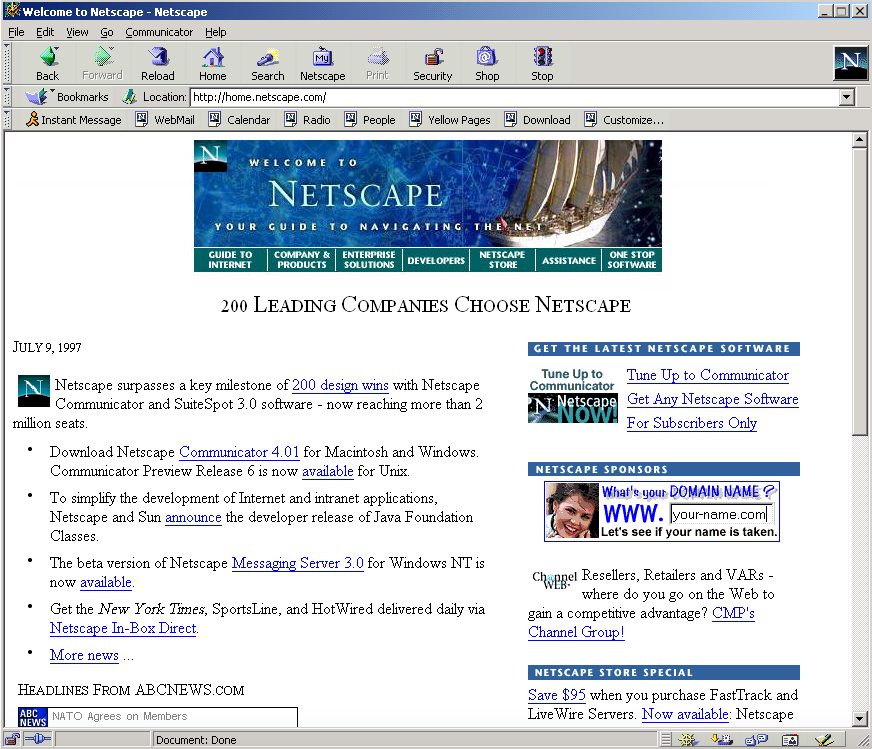 Welcome to Netscape - Netscape
File Edit View Go Communicator Help
Back Forward Reload Home Search Netscape Print Security Shop Stop
My
N
Bookmarks Location: http://home.netscape.com/
Instant Message WebMail Calendar Radio People Yellow Pages Download Customize...
N
WELCOME TO
NETSCAPE
YOUR GUIDE TO NAVIGATING THE NET
GUIDE TO INTERNET
COMPANY & PRODUCTS
ENTERPRISE SOLUTIONS
DEVELOPERS
NETSCAPE STORE
ASSISTANCE
ONE STOP SOFTWARE
200 LEADING COMPANIES CHOOSE NETSCAPE
JULY 9, 1997
N
Netscape surpasses a key milestone of 200 design wins with Netscape
Communicator and SuiteSpot 3.0 software - now reaching more than 2
million seats.
• Download Netscape Communicator 4.01 for Macintosh and Windows.
Communicator Preview Release 6 is now available for Unix.
• To simplify the development of Internet and intranet applications,
Netscape and Sun announce the developer release of Java Foundation
Classes.
• The beta version of Netscape Messaging Server 3.0 for Windows NT is
now available.
• Get the New York Times, SportsLine, and HotWired delivered daily via
Netscape In-Box Direct.
• More news ...
HEADLINES FROM ABCNEWS.COM
ABC NEWS
NATO Agrees on Members
GET THE LATEST NETSCAPE SOFTWARE
Tune Up to
Communicator
N Netscape
Now!
Tune Up to Communicator
Get Any Netscape Software
For Subscribers Only
NETSCAPE SPONSORS
What's your DOMAIN NAME ?
WWW. your-name.com
Let's see if your name is taken.
Channel
WEB
Resellers, Retailers and VARs -
where do you go on the Web to
gain a competitive advantage? CMP's
Channel Group!
NETSCAPE STORE SPECIAL
Save $95 when you purchase FastTrack and
LiveWire Servers. Now available: Netscape
Document: Done